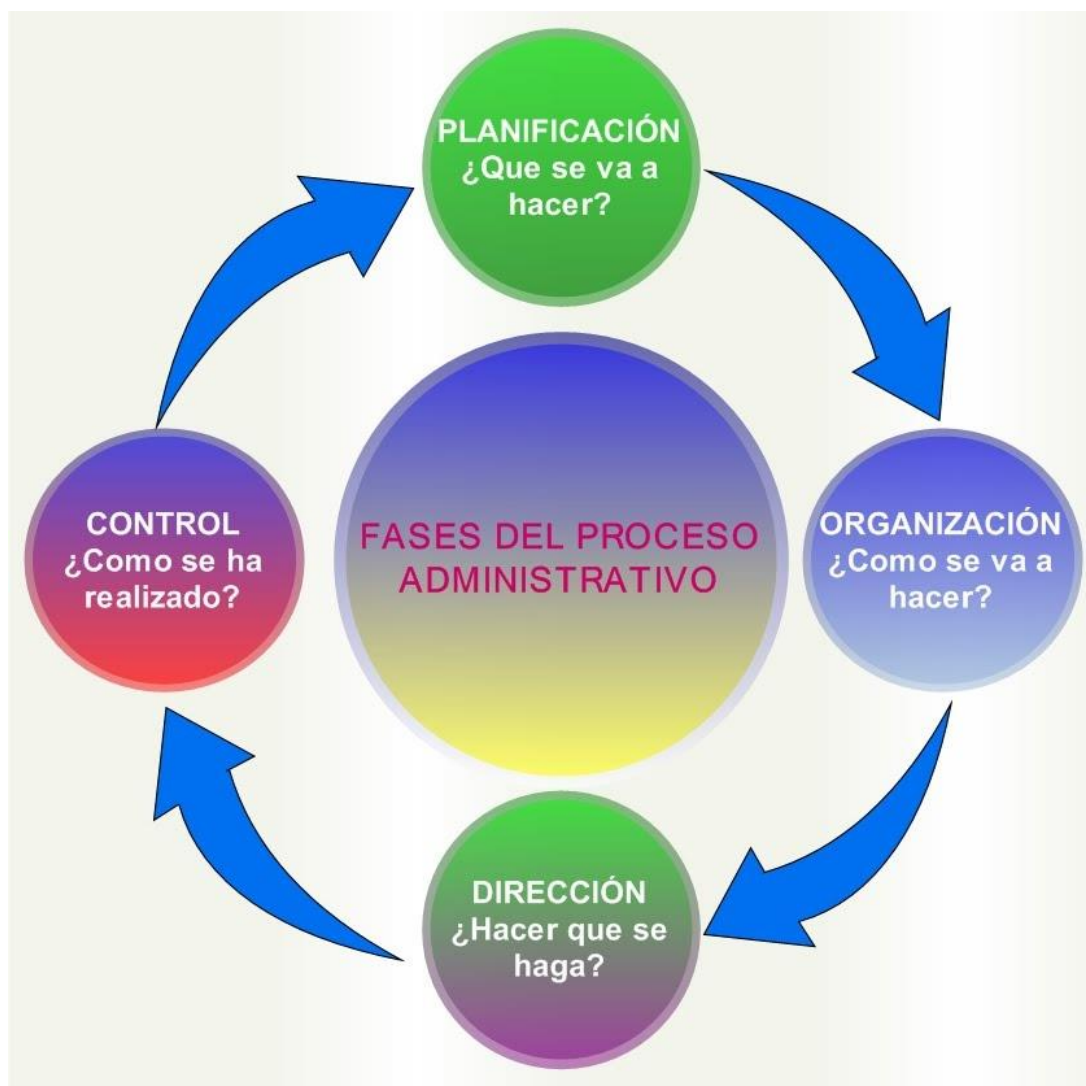 PLANIFICACIÓN
¿Que se va a
hacer?
ORGANIZACIÓN
¿Como se va a
hacer?
DIRECCIÓN
¿Hacer que se
haga?
CONTROL
¿Como se ha
realizado?
FASES DEL PROCESO
ADMINISTRATIVO